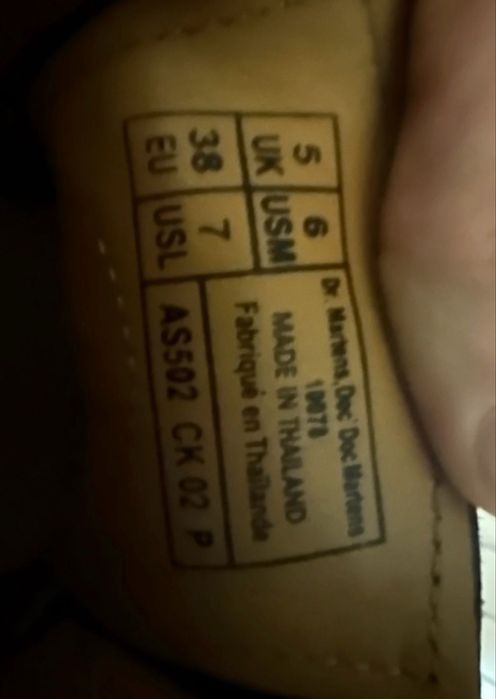 5 6
UK USM
38 7
EU USL
Dr. Martens, Doc' Doc Martens
10078
MADE IN THAILAND
Fabriqué en Thaïlande
AS502 CK 02 P